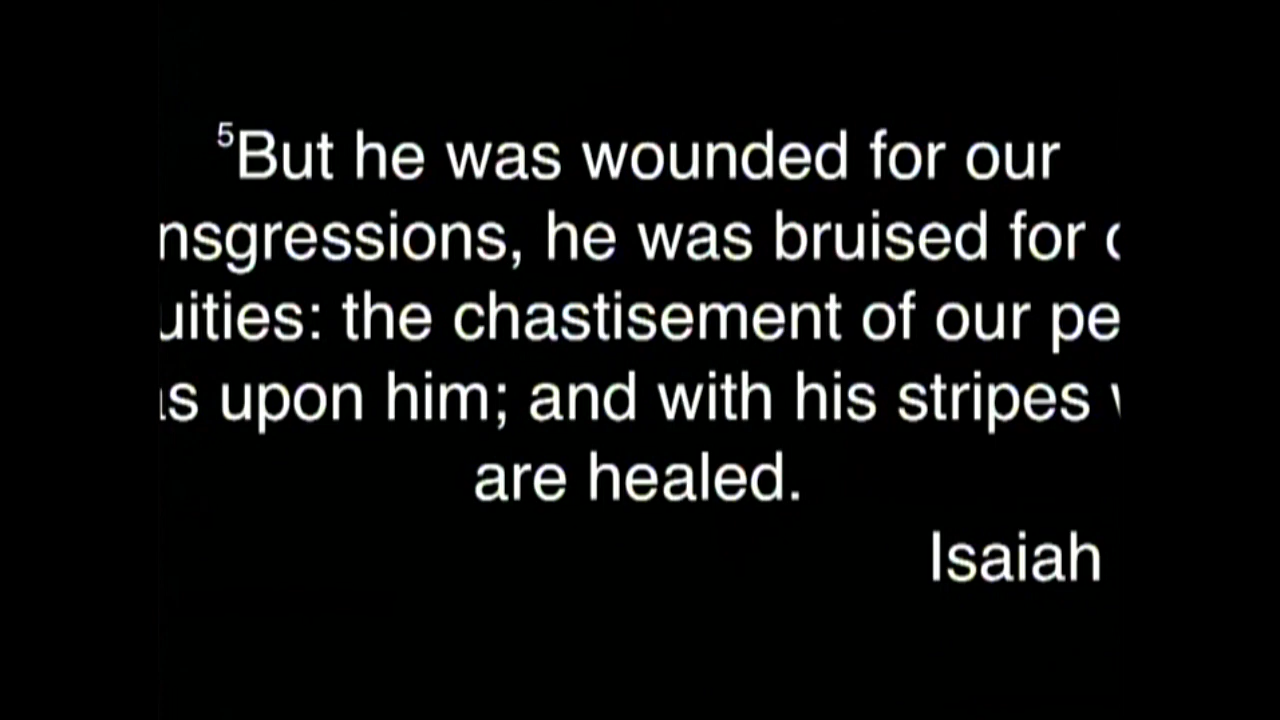 5But he was wounded for our
nsgressions, he was bruised for
uities: the chastisement of our pe
s upon him; and with his stripes
are healed.
Isaiah